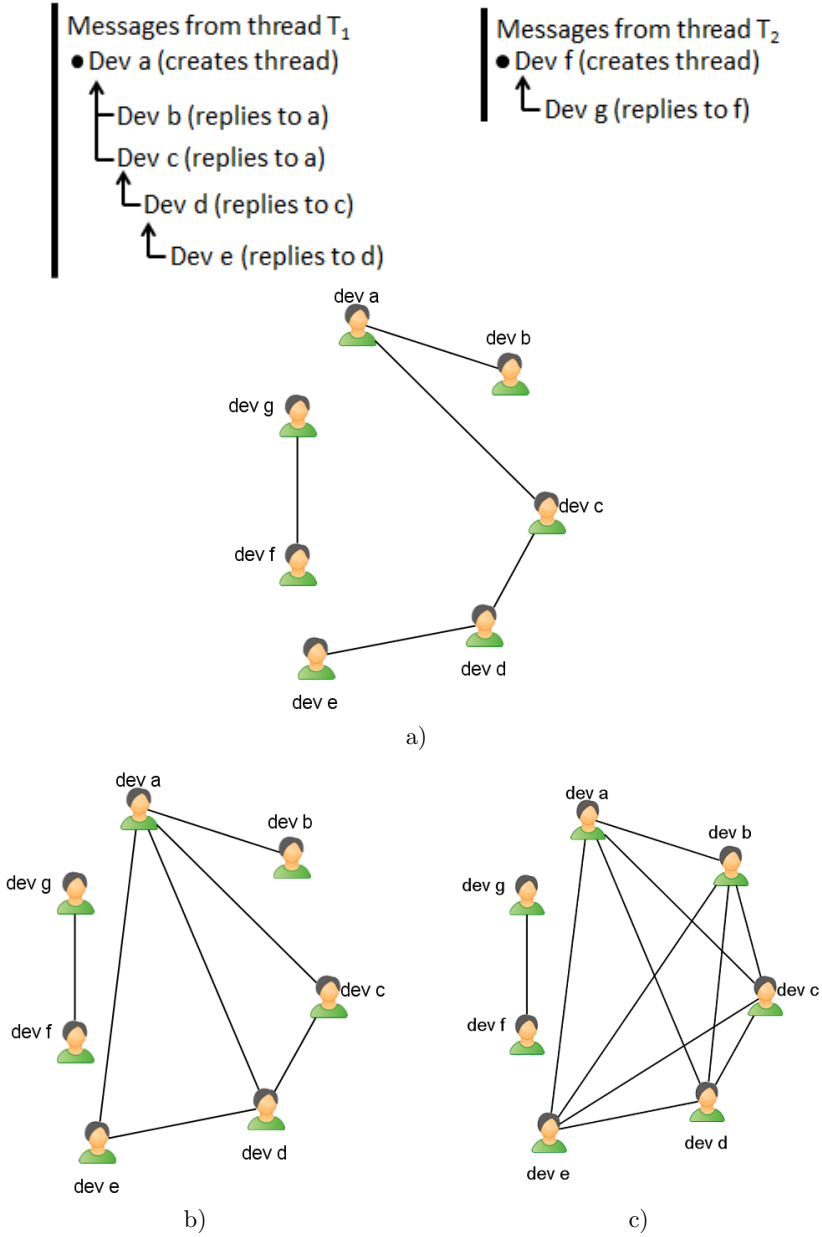 Messages from thread T₁
Dev a (creates thread)
Dev b (replies to a)
Dev c (replies to a)
Dev d (replies to c)
Dev e (replies to d)
Messages from thread T₂
Dev f (creates thread)
Dev g (replies to f)
dev a
dev b
dev g
dev c
dev f
dev d
dev e
a)
dev a
dev b
dev g
dev c
dev f
dev d
dev e
b)
dev a
dev b
dev g
dev c
dev f
dev d
dev e
c)